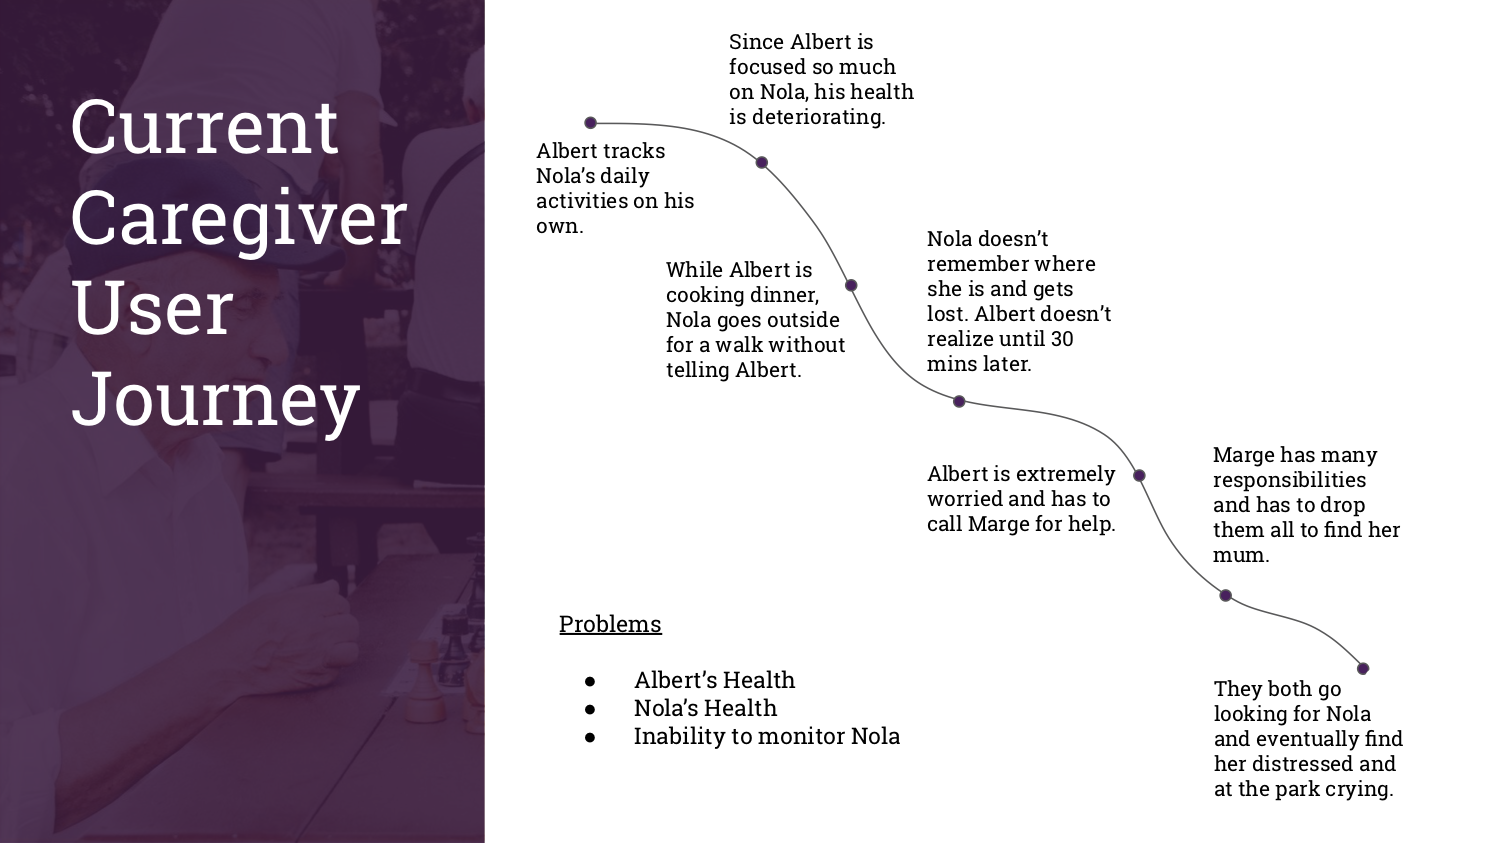 Current
Caregiver
User
Journey
Since Albert is
focused so much
on Nola, his health
is deteriorating.
Albert tracks
Nola’s daily
activities on his
own.
While Albert is
cooking dinner,
Nola goes outside
for a walk without
telling Albert.
Nola doesn’t
remember where
she is and gets
lost. Albert doesn’t
realize until 30
mins later.
Albert is extremely
worried and has to
call Marge for help.
Marge has many
responsibilities
and has to drop
them all to find her
mum.
They both go
looking for Nola
and eventually find
her distressed and
at the park crying.
Problems
● Albert’s Health
● Nola’s Health
● Inability to monitor Nola